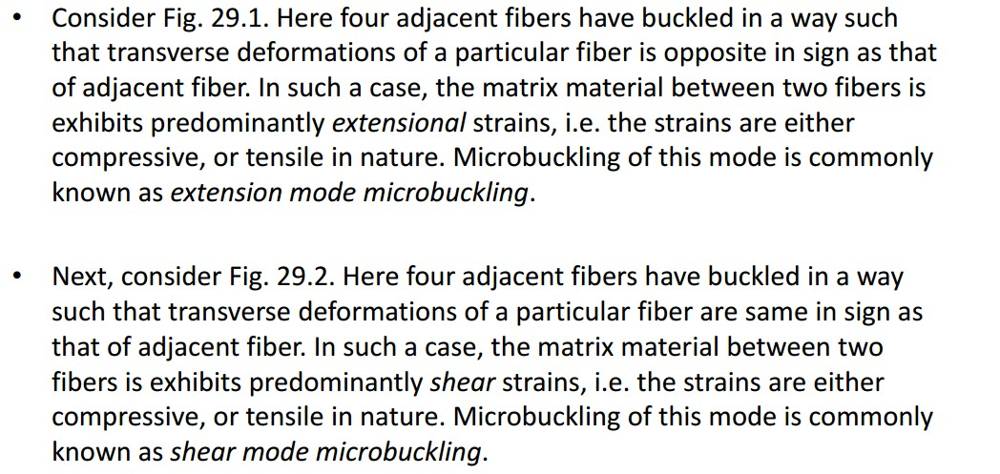 • Consider Fig. 29.1. Here four adjacent fibers have buckled in a way such
that transverse deformations of a particular fiber is opposite in sign as that
of adjacent fiber. In such a case, the matrix material between two fibers is
exhibits predominantly extensional strains, i.e. the strains are either
compressive, or tensile in nature. Microbuckling of this mode is commonly
known as extension mode microbuckling.
• Next, consider Fig. 29.2. Here four adjacent fibers have buckled in a way
such that transverse deformations of a particular fiber are same in sign as
that of adjacent fiber. In such a case, the matrix material between two
fibers is exhibits predominantly shear strains, i.e. the strains are either
compressive, or tensile in nature. Microbuckling of this mode is commonly
known as shear mode microbuckling.